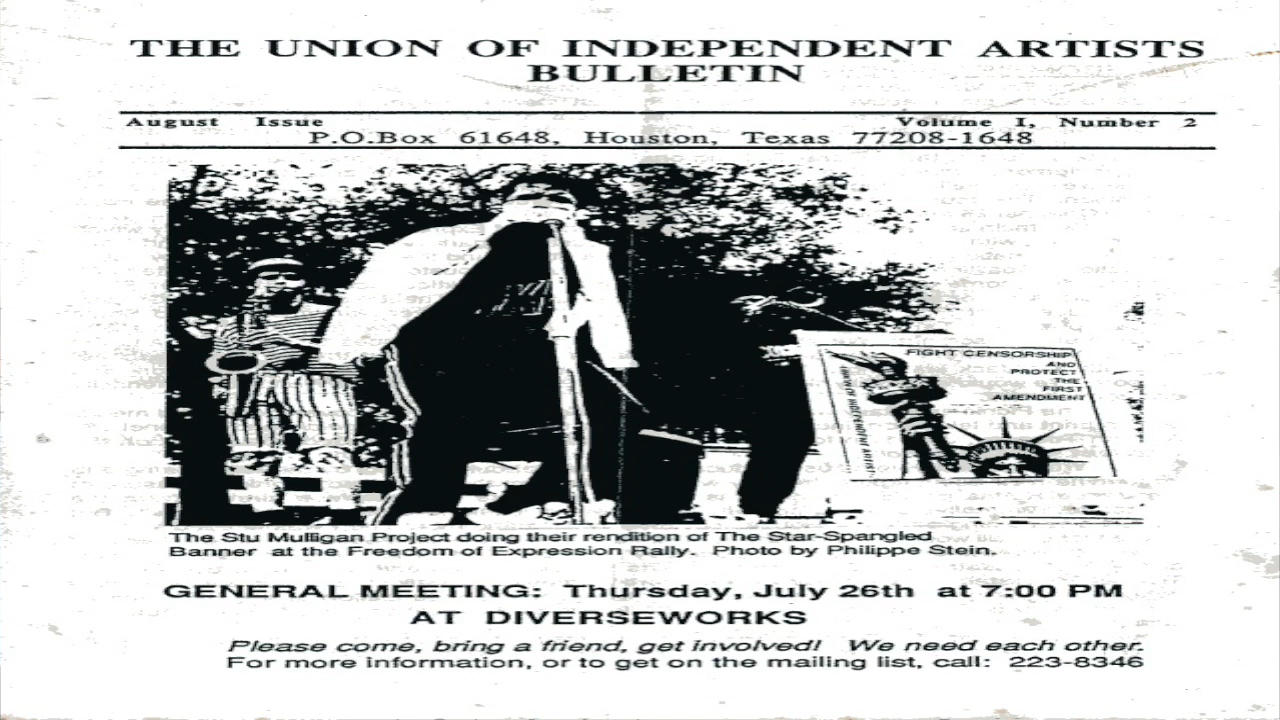 THE UNION OF INDEPENDENT ARTISTS
BULLETIN
August Issue Volume I, Number 2
P.O.Box 61648, Houston, Texas 77208-1648
FIGHT CENSORSHIP
AND
PROTECT
THE
FIRST
AMENDMENT
The Stu Mulligan Project doing their rendition of The Star-Spangled
Banner at the Freedom of Expression Rally. Photo by Philippe Stein.
GENERAL MEETING: Thursday, July 26th at 7:00 PM
AT DIVERSEWORKS
Please come, bring a friend, get involved! We need each other.
For more information, or to get on the mailing list, call: 223-8346